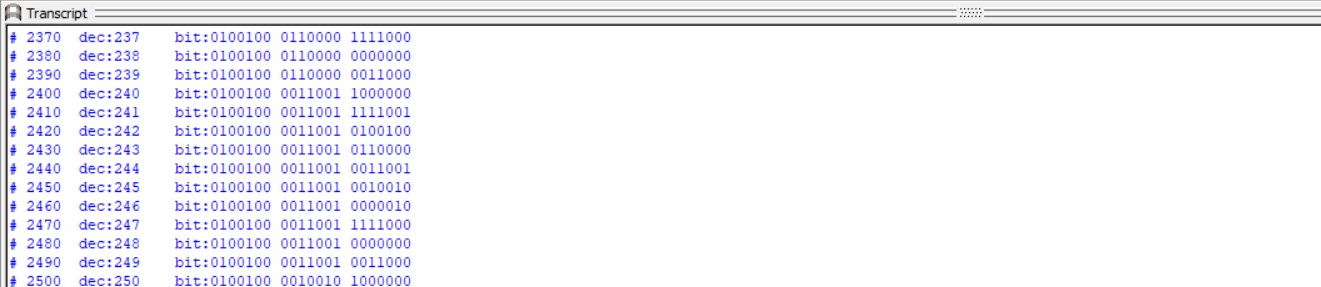 Transcript
# 2370 dec:237 bit:0100100 0110000 1111000
# 2380 dec:238 bit:0100100 0110000 0000000
# 2390 dec:239 bit:0100100 0110000 0011000
# 2400 dec:240 bit:0100100 0011001 1000000
# 2410 dec:241 bit:0100100 0011001 1111001
# 2420 dec:242 bit:0100100 0011001 0100100
# 2430 dec:243 bit:0100100 0011001 0110000
# 2440 dec:244 bit:0100100 0011001 0011001
# 2450 dec:245 bit:0100100 0011001 0010010
# 2460 dec:246 bit:0100100 0011001 0000010
# 2470 dec:247 bit:0100100 0011001 1111000
# 2480 dec:248 bit:0100100 0011001 0000000
# 2490 dec:249 bit:0100100 0011001 0011000
# 2500 dec:250 bit:0100100 0010010 1000000